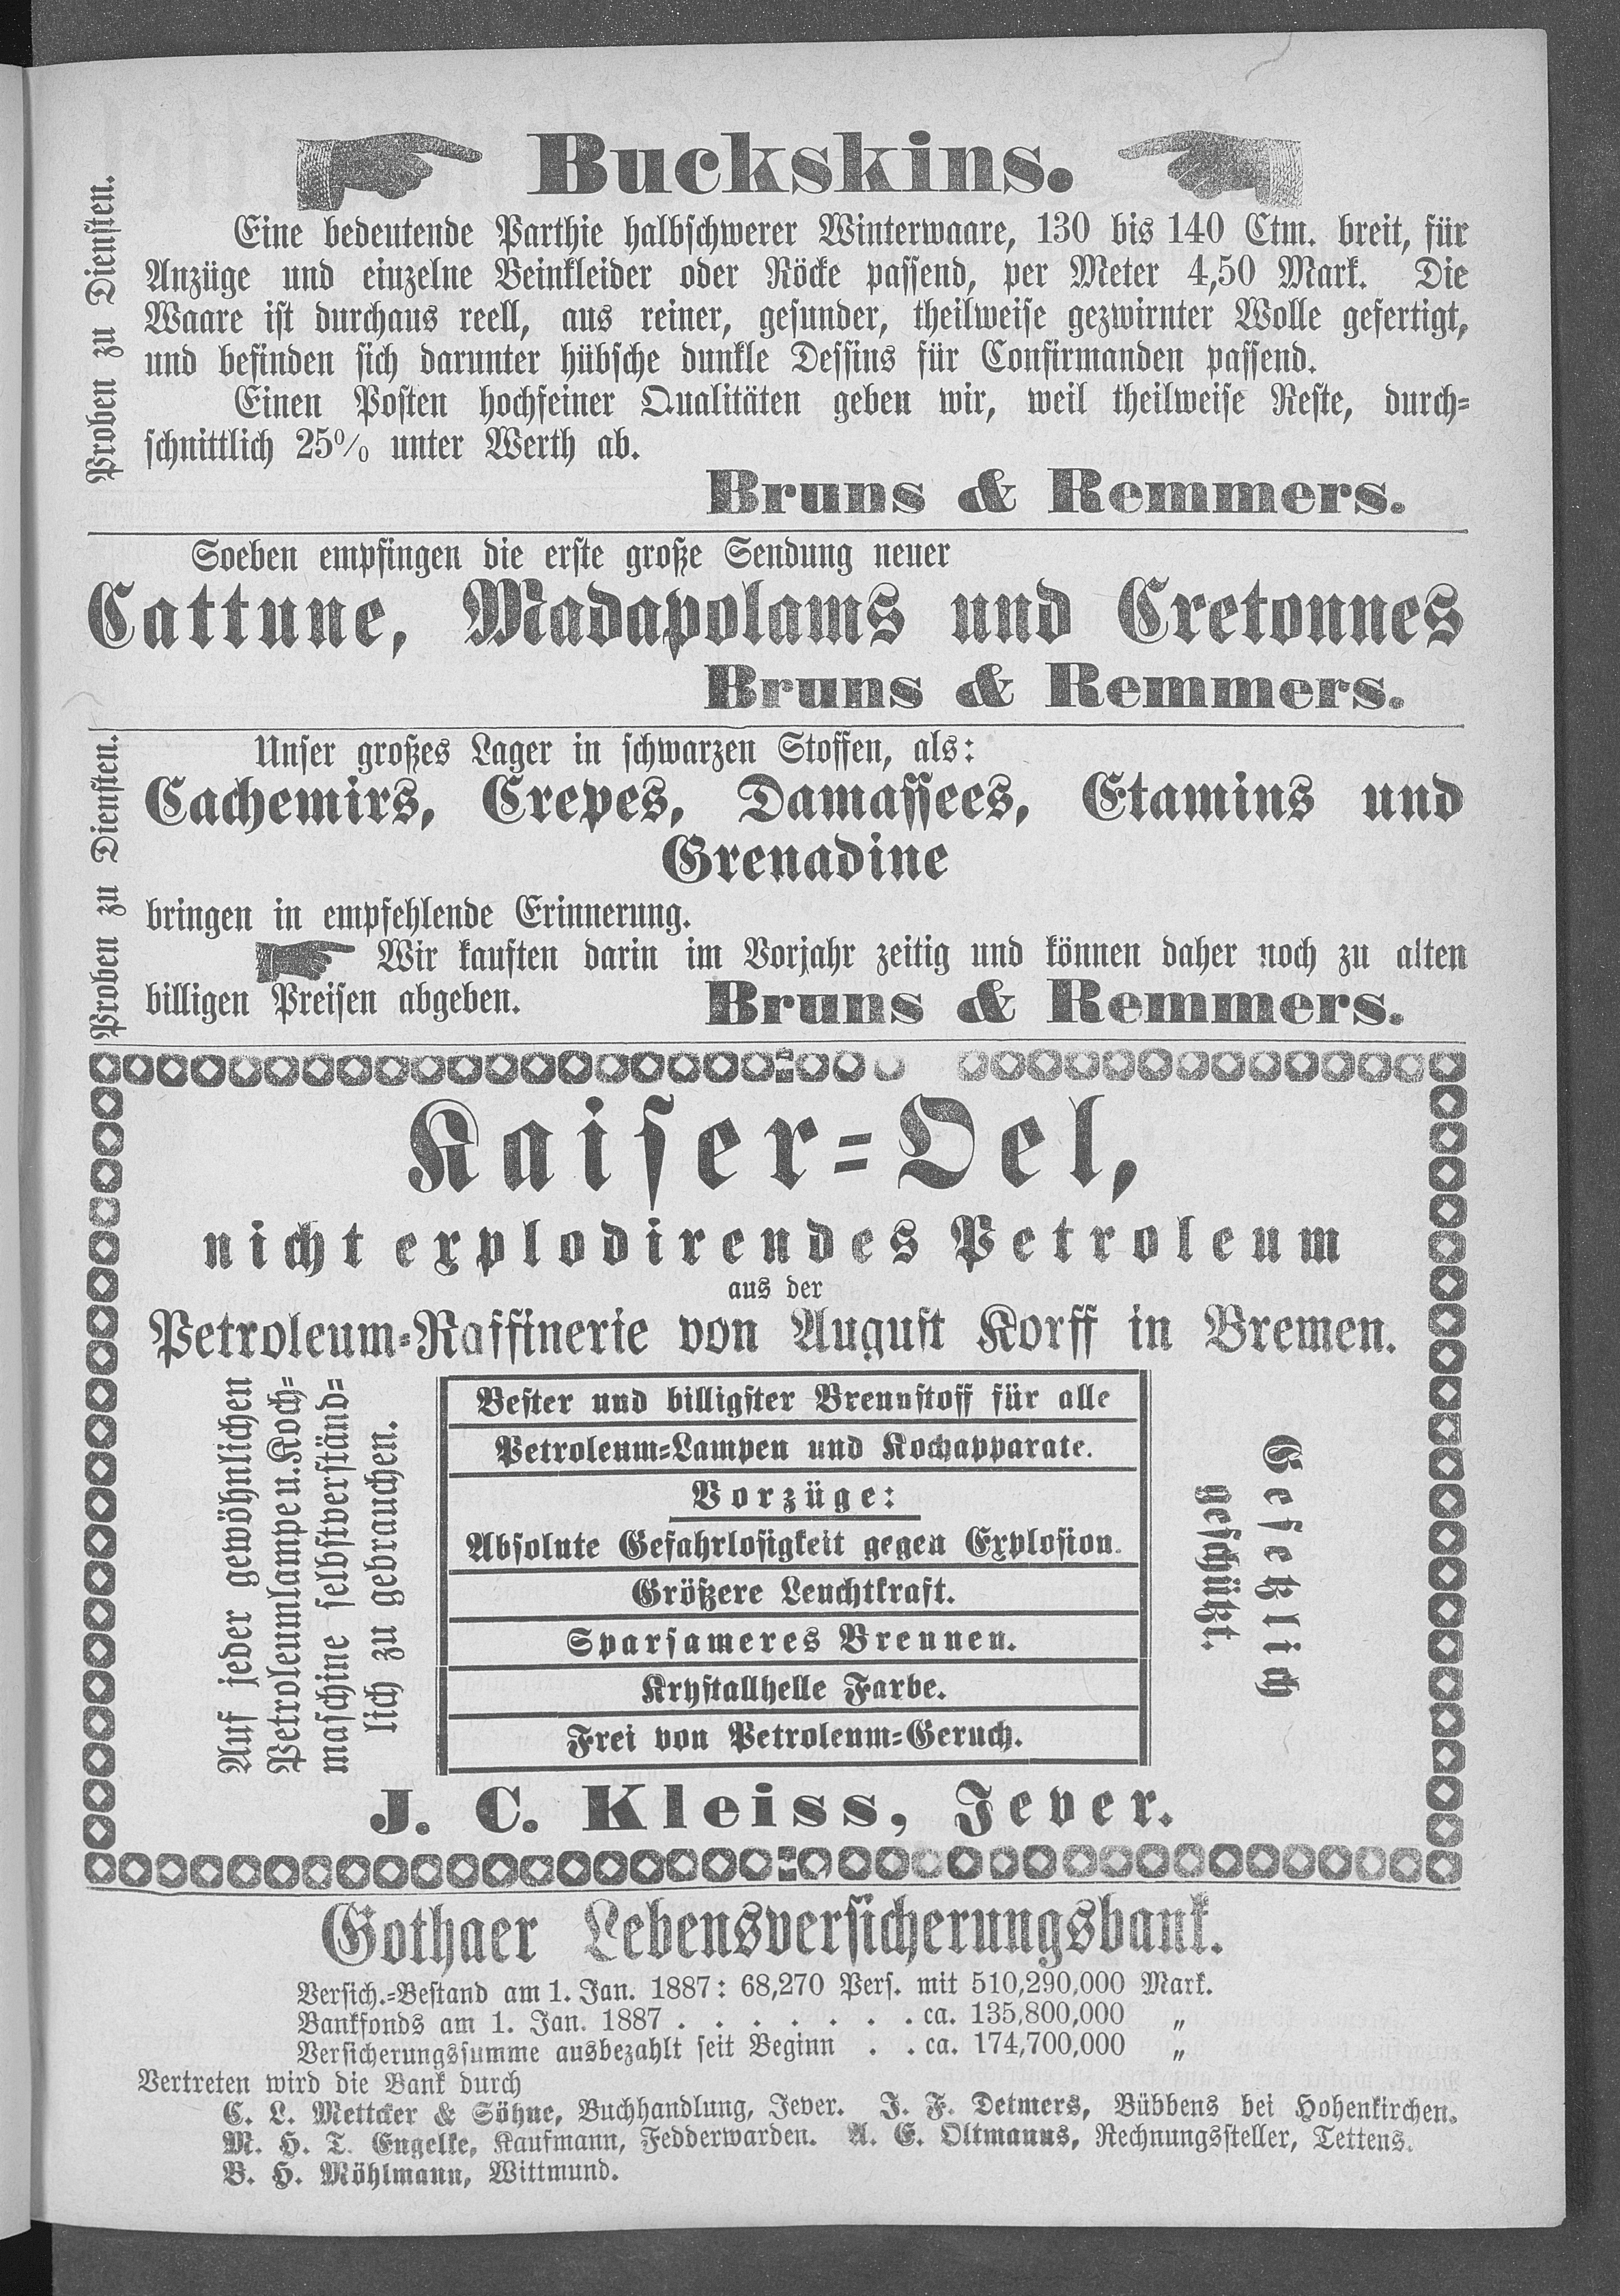 Proben zu Diensten.
Buckskins.
Eine bedeutende Parthie halbschwerer Winterwaare, 130 bis 140 Ctm. breit, für
Anzüge und einzelne Beinkleider oder Röcke passend, per Meter 4,50 Mark. Die
Waare ist durchaus reell, aus reiner, gesunder, theilweise gezwirnter Wolle gefertigt,
und befinden sich darunter hübsche dunkle Dessins für Confirmanden passend.
Einen Posten hochfeiner Qualitäten geben wir, weil theilweise Reste, durch-
schnittlich 25% unter Werth ab.
Bruns & Remmers.
Soeben empfingen die erste große Sendung neuer
Cattune, Madapolams und Cretonnes
Bruns & Remmers.
Proben zu Diensten.
Unser großes Lager in schwarzen Stoffen, als:
Cachemirs, Crepes, Damassees, Etamins und
Grenadine
bringen in empfehlende Erinnerung.
Wir kauften darin im Vorjahr zeitig und können daher noch zu alten
billigen Preisen abgeben.
Bruns & Remmers.
Kaiser-Oel,
nicht explodirendes Petroleum
aus der
Petroleum-Raffinerie von August Korff in Bremen.
Auf jeder gewöhnlichen
Petroleumlampe u. Koch-
maschine selbstverständ-
lich zu gebrauchen.
Bester und billigster Brennstoff für alle
Petroleum-Lampen und Kochapparate.
Vorzüge:
Absolute Gefahrlosigkeit gegen Explosion.
Größere Leuchtkraft.
Sparsameres Brennen.
Krystallhelle Farbe.
Frei von Petroleum-Geruch.
Gesetzlich
geschützt.
J. C. Kleiss, Jever.
Gothaer Lebensversicherungsbank.
Versich.-Bestand am 1. Jan. 1887: 68,270 Pers. mit 510,290,000 Mark.
Bankfonds am 1. Jan. 1887 . . . . . . . ca. 135,800,000 „
Versicherungssumme ausbezahlt seit Beginn . . ca. 174,700,000 „
Vertreten wird die Bank durch
C. L. Mettcker & Söhne, Buchhandlung, Jever. J. F. Detmers, Bübbens bei Hohenkirchen.
M. H. T. Engelke, Kaufmann, Fedderwarden. A. E. Oltmanns, Rechnungssteller, Tettens.
B. H. Möhlmann, Wittmund.